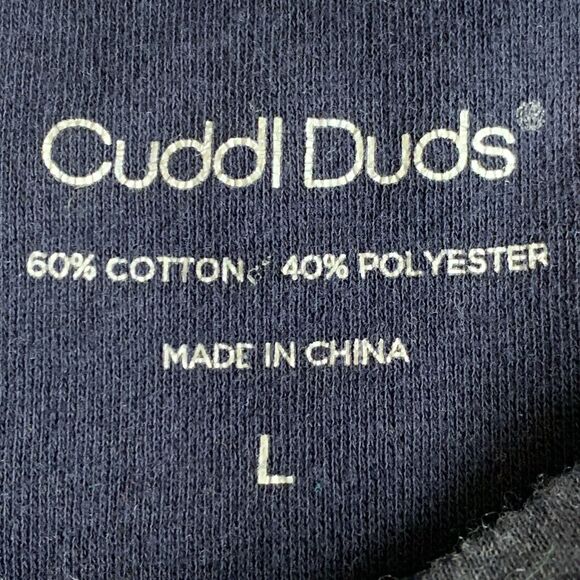 Cuddl Duds®
60% COTTON, 40% POLYESTER
MADE IN CHINA
L